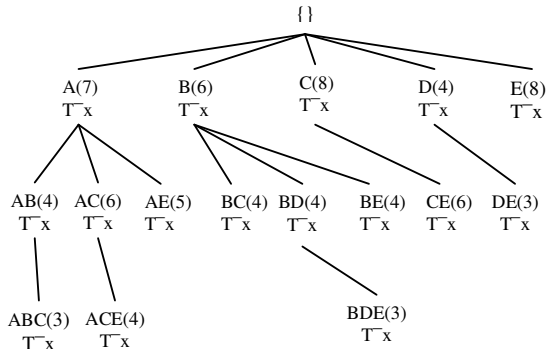 {}
A(7) B(6) C(8) D(4) E(8)
T‾x T‾x T‾x T‾x T‾x
AB(4) AC(6) AE(5) BC(4) BD(4) BE(4) CE(6) DE(3)
T‾x T‾x T‾x T‾x T‾x T‾x T‾x T‾x
ABC(3) ACE(4) BDE(3)
T‾x T‾x T‾x